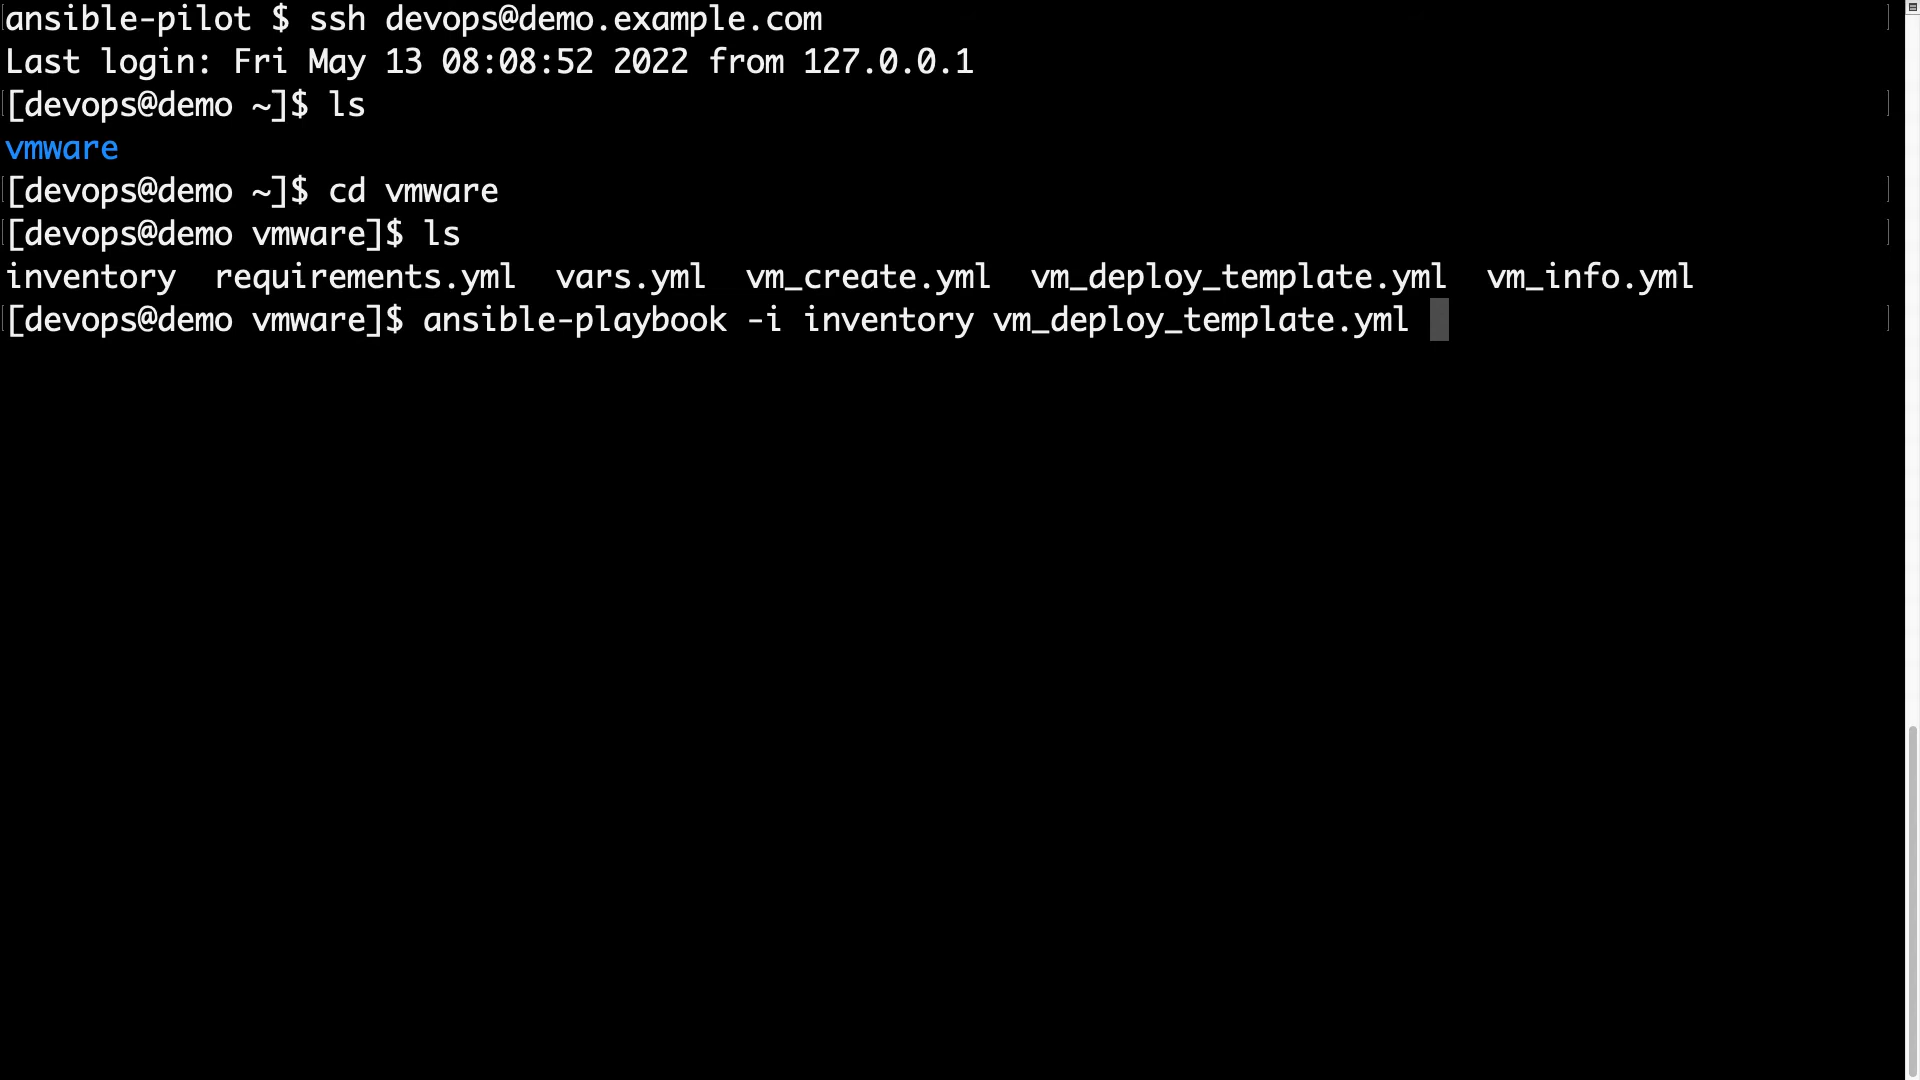 ansible-pilot $ ssh devops@demo.example.com
Last login: Fri May 13 08:08:52 2022 from 127.0.0.1
[devops@demo ~]$ ls
vmware
[devops@demo ~]$ cd vmware
[devops@demo vmware]$ ls
inventory  requirements.yml  vars.yml  vm_create.yml  vm_deploy_template.yml  vm_info.yml
[devops@demo vmware]$ ansible-playbook -i inventory vm_deploy_template.yml